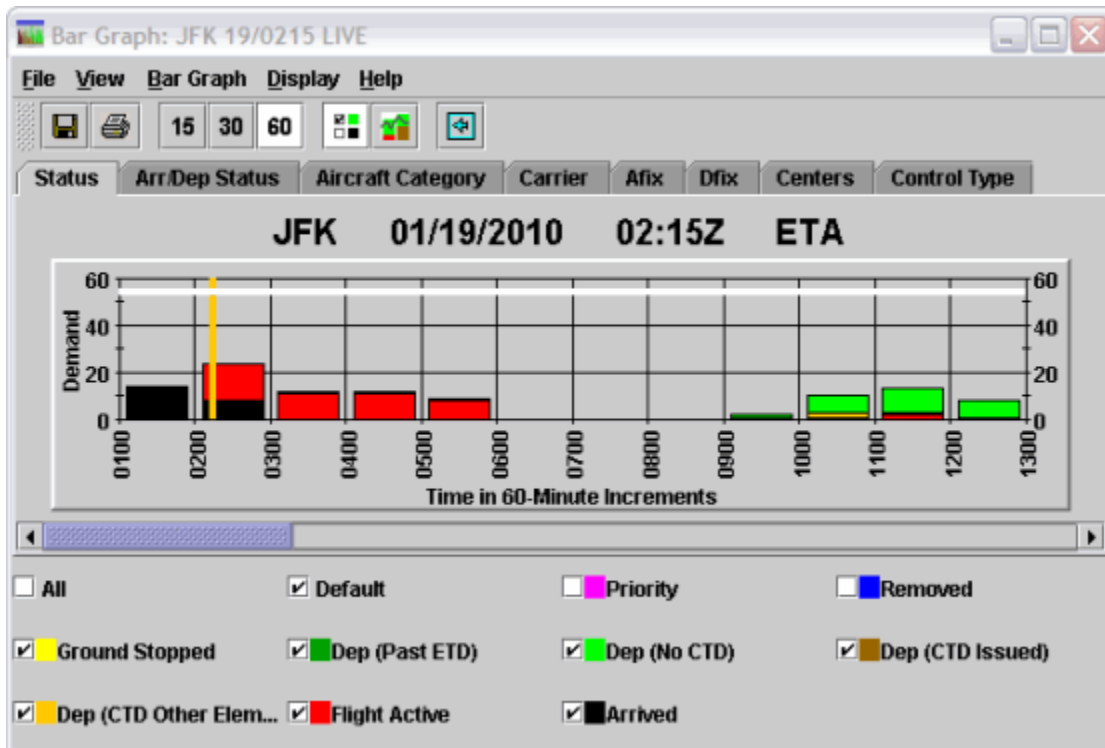 Bar Graph: JFK 19/0215 LIVE
File View Bar Graph Display Help
15 30 60
Status Arr/Dep Status Aircraft Category Carrier Afix Dfix Centers Control Type
JFK 01/19/2010 02:15Z ETA
60 60
40 40
20 20
0 0
Demand
0100 0200 0300 0400 0500 0600 0700 0800 0900 1000 1100 1200 1300
Time in 60-Minute Increments
All Default Priority Removed
Ground Stopped Dep (Past ETD) Dep (No CTD) Dep (CTD Issued)
Dep (CTD Other Elem... Flight Active Arrived